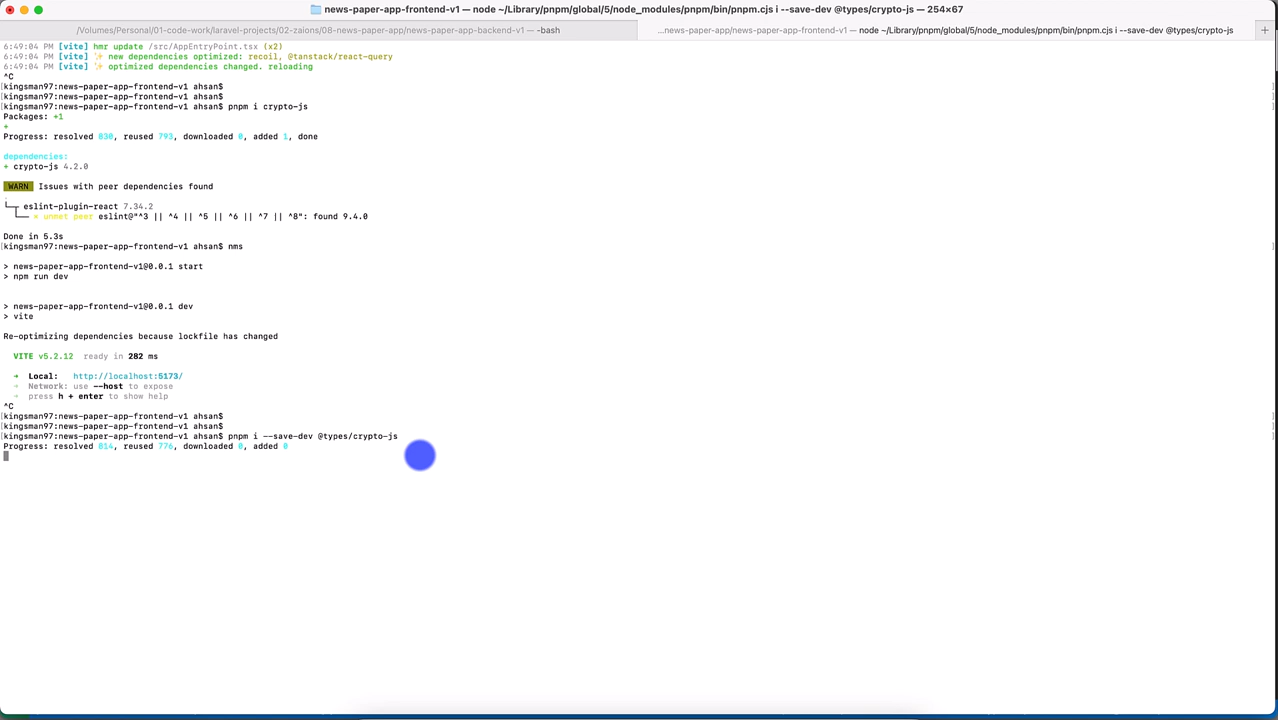 news-paper-app-frontend-v1 — node ~/Library/pnpm/global/5/node_modules/pnpm/bin/pnpm.cjs i --save-dev @types/crypto-js — 254×67
/Volumes/Personal/01-code-work/laravel-projects/02-zaions/08-news-paper-app/news-paper-app-backend-v1 — -bash
...news-paper-app/news-paper-app-frontend-v1 — node ~/Library/pnpm/global/5/node_modules/pnpm/bin/pnpm.cjs i --save-dev @types/crypto-js
6:49:04 PM [vite] hmr update /src/AppEntryPoint.tsx (x2)
6:49:04 PM [vite] ✨ new dependencies optimized: recoil, @tanstack/react-query
6:49:04 PM [vite] ✨ optimized dependencies changed. reloading
^C
[kingsman97:news-paper-app-frontend-v1 ahsan$
[kingsman97:news-paper-app-frontend-v1 ahsan$
[kingsman97:news-paper-app-frontend-v1 ahsan$ pnpm i crypto-js
Packages: +1
+
Progress: resolved 830, reused 793, downloaded 0, added 1, done
dependencies:
+ crypto-js 4.2.0
WARN Issues with peer dependencies found
.
└─┬ eslint-plugin-react 7.34.2
└── ✕ unmet peer eslint@"^3 || ^4 || ^5 || ^6 || ^7 || ^8": found 9.4.0
Done in 5.3s
[kingsman97:news-paper-app-frontend-v1 ahsan$ nms
> news-paper-app-frontend-v1@0.0.1 start
> npm run dev
> news-paper-app-frontend-v1@0.0.1 dev
> vite
Re-optimizing dependencies because lockfile has changed
VITE v5.2.12 ready in 282 ms
➜ Local: http://localhost:5173/
➜ Network: use --host to expose
➜ press h + enter to show help
^C
[kingsman97:news-paper-app-frontend-v1 ahsan$
[kingsman97:news-paper-app-frontend-v1 ahsan$
[kingsman97:news-paper-app-frontend-v1 ahsan$ pnpm i --save-dev @types/crypto-js
Progress: resolved 814, reused 776, downloaded 0, added 0